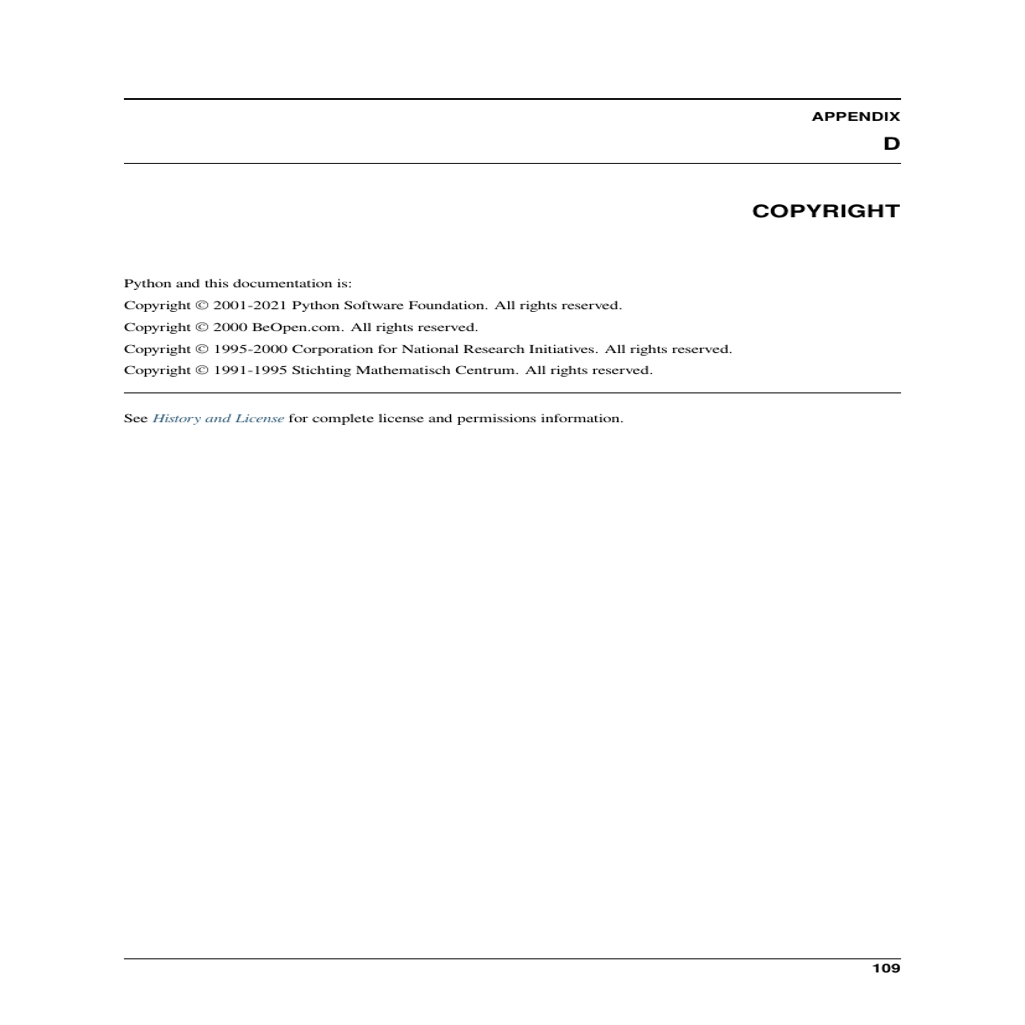 APPENDIX
D
COPYRIGHT
Python and this documentation is:
Copyright © 2001-2021 Python Software Foundation. All rights reserved.
Copyright © 2000 BeOpen.com. All rights reserved.
Copyright © 1995-2000 Corporation for National Research Initiatives. All rights reserved.
Copyright © 1991-1995 Stichting Mathematisch Centrum. All rights reserved.
See History and License for complete license and permissions information.
109